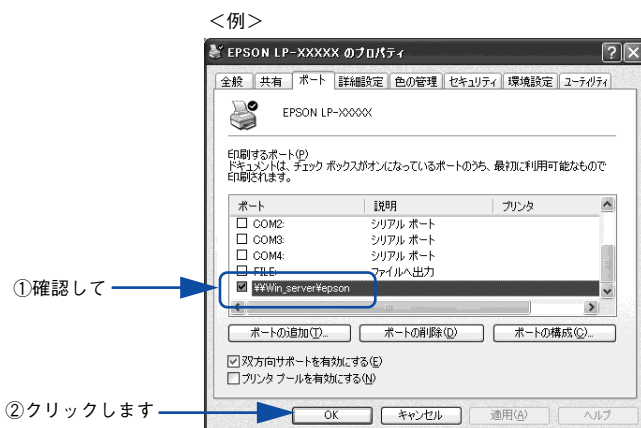 ＜例＞
EPSON LP-XXXXX のプロパティ
全般 共有 ポート 詳細設定 色の管理 セキュリティ 環境設定 ユーティリティ
EPSON LP-XXXXX
印刷するポート(P)
ドキュメントは、チェック ボックスがオンになっているポートのうち、最初に利用可能なもので
印刷されます。
ポート 説明 プリンタ
COM2: シリアル ポート
COM3: シリアル ポート
COM4: シリアル ポート
FILE: ファイルへ出力
①確認して ¥¥Win_server¥epson
ポートの追加(T)... ポートの削除(D) ポートの構成(C)...
双方向サポートを有効にする(E)
プリンタ プールを有効にする(N)
②クリックします OK キャンセル 適用(A) ヘルプ